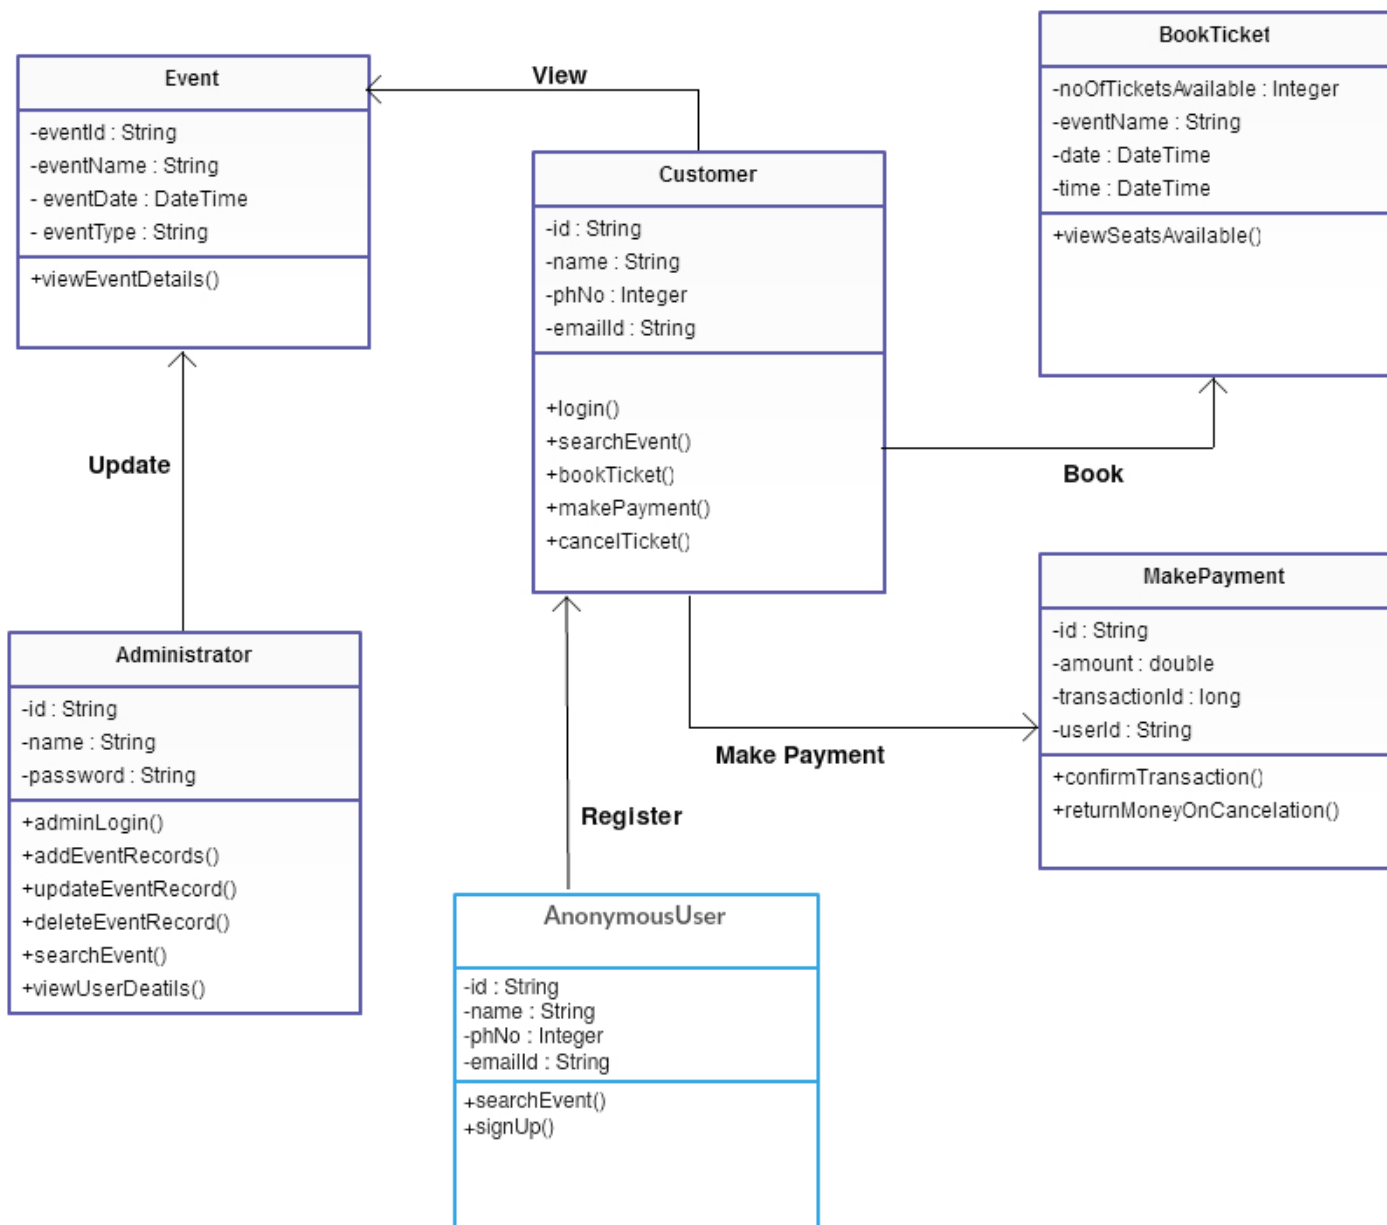 Event
-eventId : String
-eventName : String
- eventDate : DateTime
- eventType : String
+viewEventDetails()
View
Customer
-id : String
-name : String
-phNo : Integer
-emailId : String
+login()
+searchEvent()
+bookTicket()
+makePayment()
+cancelTicket()
BookTicket
-noOfTicketsAvailable : Integer
-eventName : String
-date : DateTime
-time : DateTime
+viewSeatsAvailable()
Book
Update
Administrator
-id : String
-name : String
-password : String
+adminLogin()
+addEventRecords()
+updateEventRecord()
+deleteEventRecord()
+searchEvent()
+viewUserDeatils()
Register
Make Payment
MakePayment
-id : String
-amount : double
-transactionId : long
-userId : String
+confirmTransaction()
+returnMoneyOnCancelation()
AnonymousUser
-id : String
-name : String
-phNo : Integer
-emailId : String
+searchEvent()
+signUp()